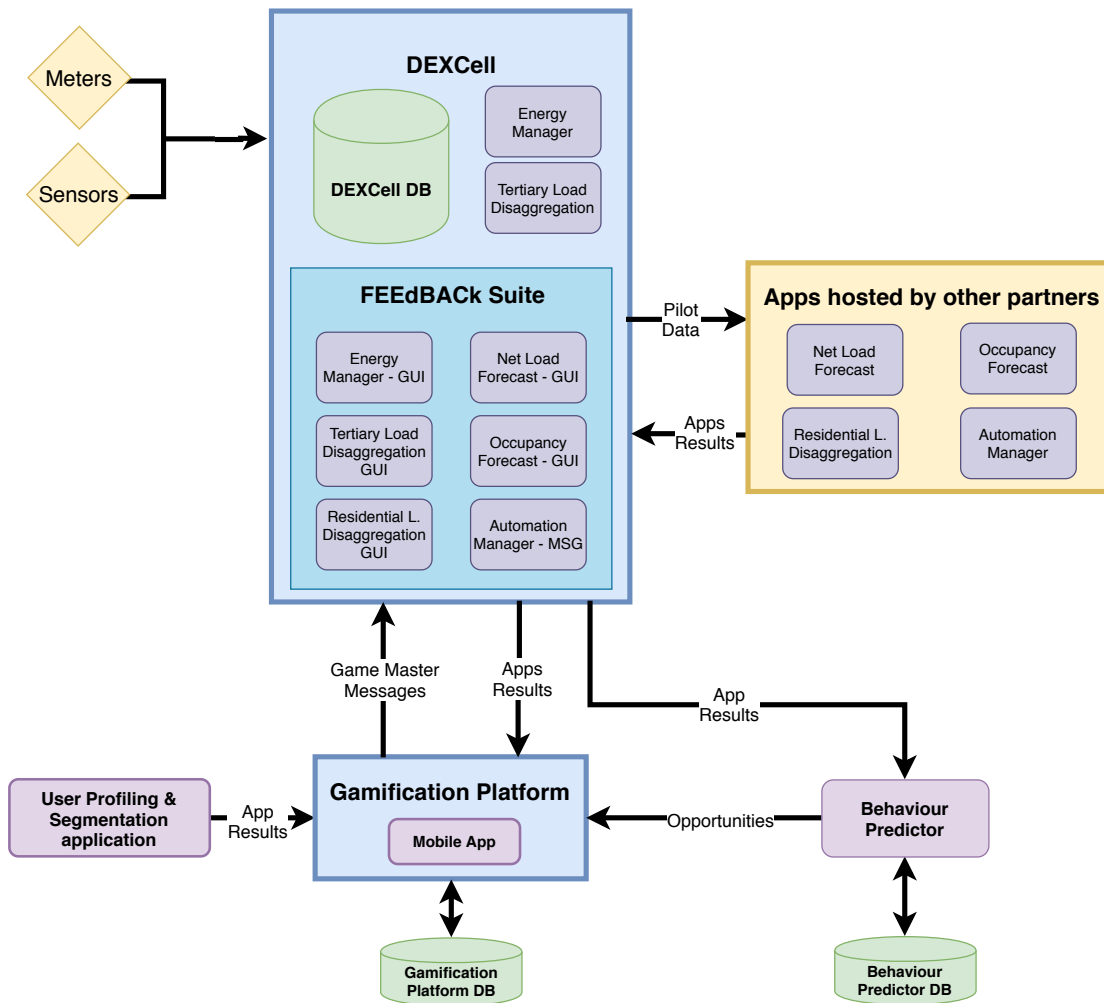 Meters
Sensors
DEXCell
DEXCell DB
Energy
Manager
Tertiary Load
Disaggregation
FEEdBACk Suite
Energy
Manager - GUI
Net Load
Forecast - GUI
Tertiary Load
Disaggregation
GUI
Occupancy
Forecast - GUI
Residential L.
Disaggregation
GUI
Automation
Manager - MSG
Pilot
Data
Apps
Results
Apps hosted by other partners
Net Load
Forecast
Occupancy
Forecast
Residential L.
Disaggregation
Automation
Manager
Game Master
Messages
Apps
Results
App
Results
User Profiling &
Segmentation
application
App
Results
Gamification Platform
Mobile App
Opportunities
Behaviour
Predictor
Gamification
Platform DB
Behaviour
Predictor DB